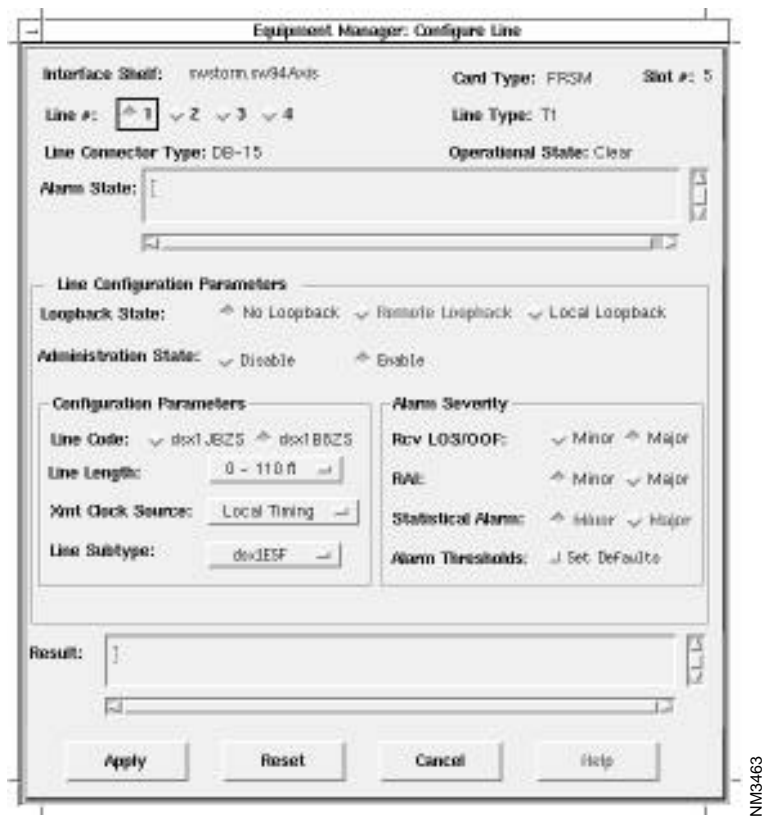 Equipment Manager: Configure Line
Interface Shelf: nwstorm.sw94Axis Card Type: FRSM Slot #: 5
Line #: 1 2 3 4 Line Type: T1
Line Connector Type: DB-15 Operational State: Clear
Alarm State:
Line Configuration Parameters
Loopback State: No Loopback Remote Loopback Local Loopback
Administration State: Disable Enable
Configuration Parameters Alarm Severity
Line Code: dsx1JBZS dsx1B8ZS Rcv LOS/OOF: Minor Major
Line Length: 0 - 110 ft RAI: Minor Major
Xmt Clock Source: Local Timing Statistical Alarm: Minor Major
Line Subtype: dsx1ESF Alarm Thresholds: Set Defaults
Result:
Apply Reset Cancel Help
NM3463